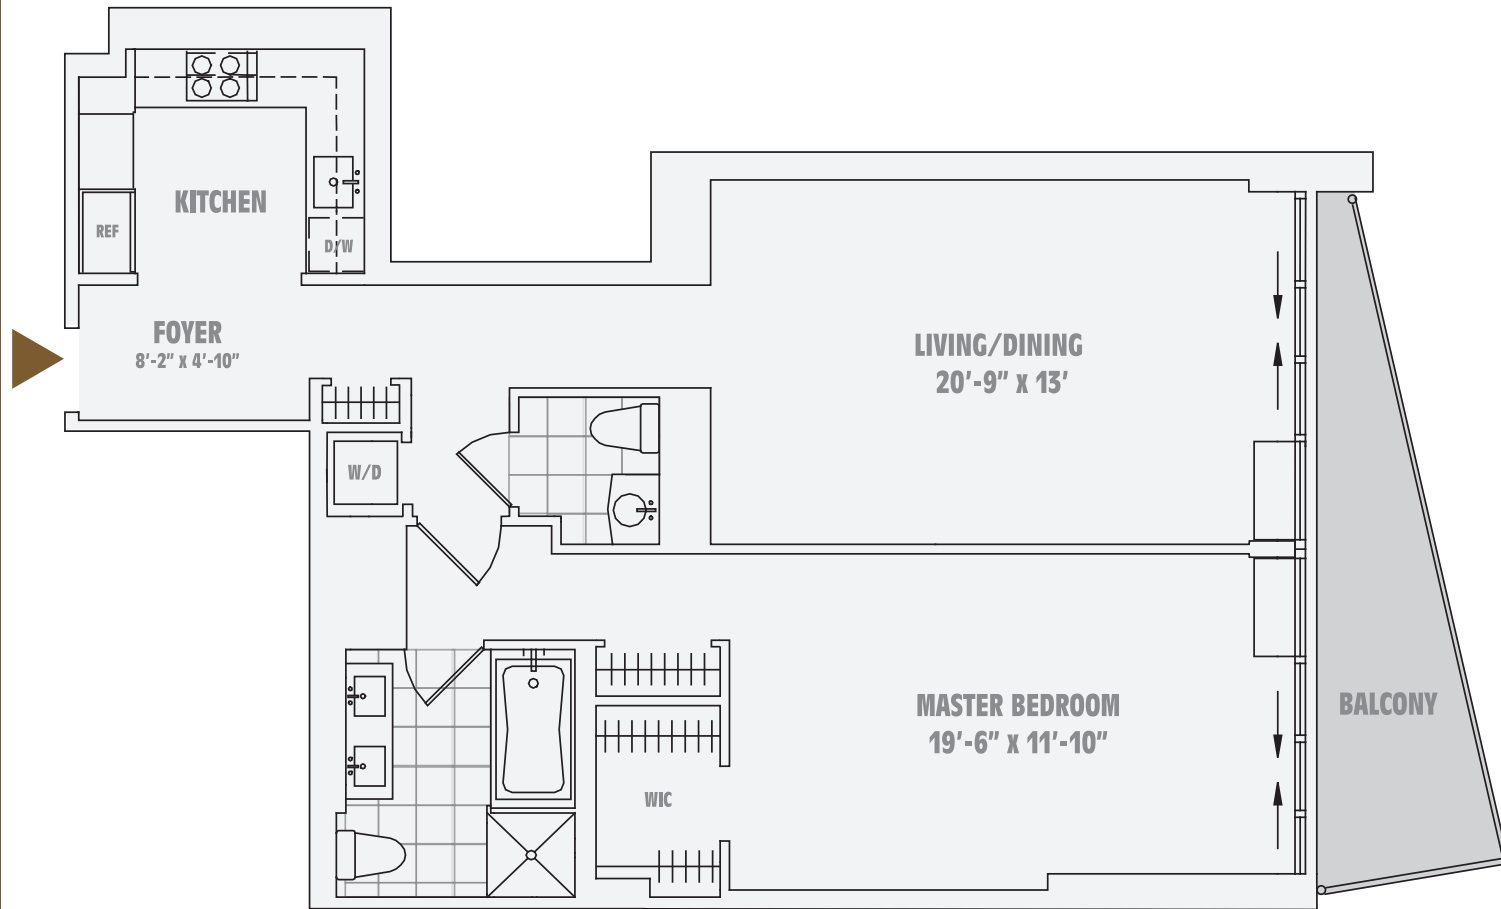 KITCHEN
REF
D/W
FOYER
8'-2" x 4'-10"
LIVING/DINING
20'-9" x 13'
W/D
MASTER BEDROOM
19'-6" x 11'-10"
BALCONY
WIC